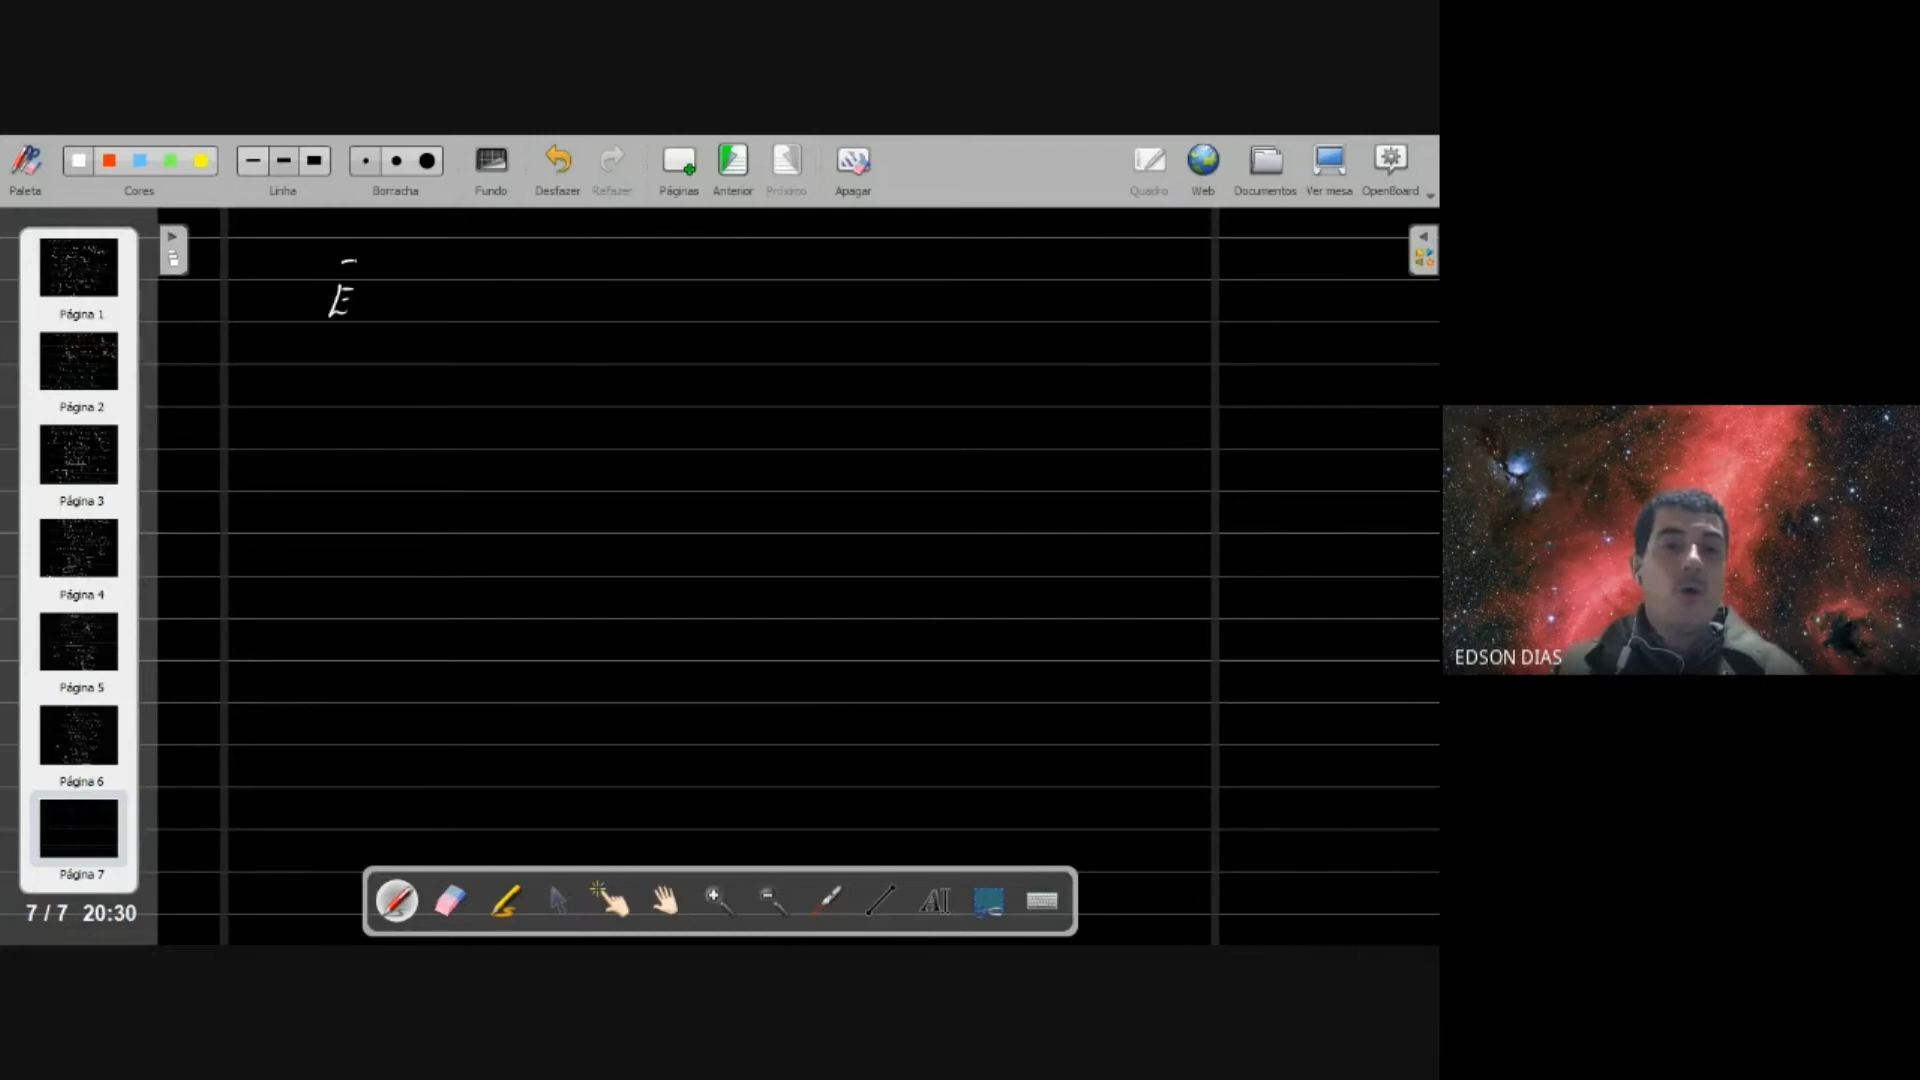 Paleta Cores Linha Borracha Fundo Desfazer Refazer Páginas Anterior Próximo Apagar Quadro Web Documentos Ver mesa OpenBoard
E
Página 1
Página 2
Página 3
Página 4
Página 5
Página 6
Página 7
7 / 7 20:30
AI
EDSON DIAS